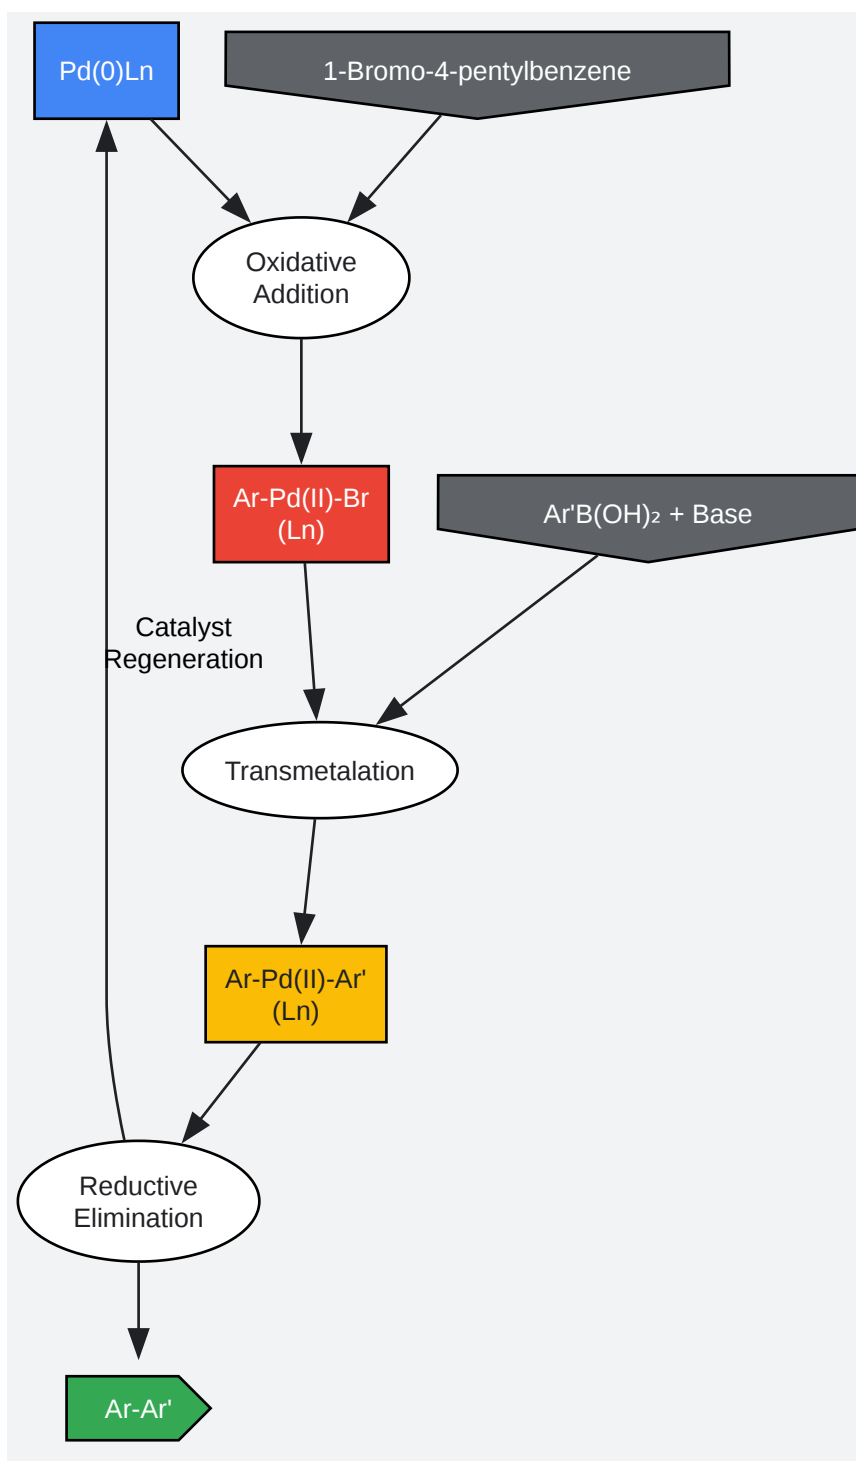 Pd(0)Ln
1-Bromo-4-pentylbenzene
Oxidative
Addition
Ar-Pd(II)-Br
(Ln)
Ar'B(OH)₂ + Base
Catalyst
Regeneration
Transmetalation
Ar-Pd(II)-Ar'
(Ln)
Reductive
Elimination
Ar-Ar'